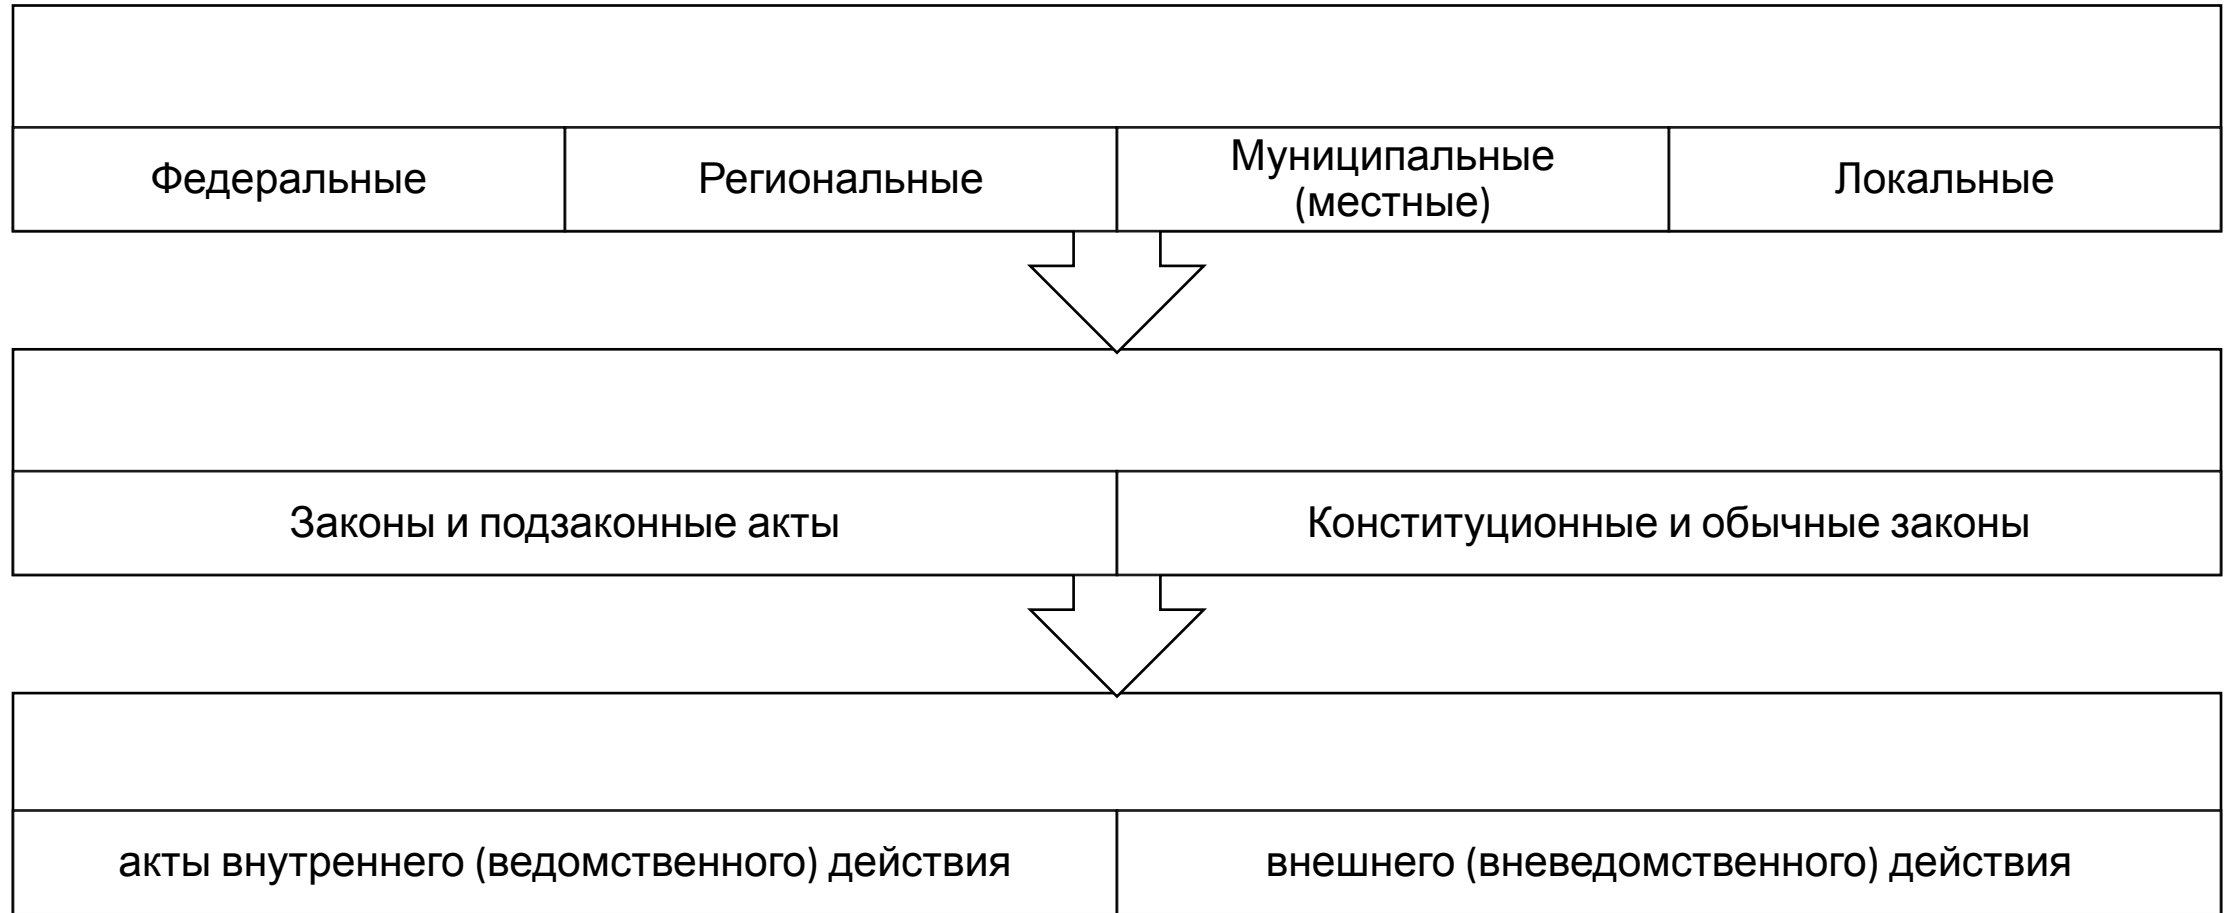 Федеральные
Региональные
Муниципальные
(местные)
Локальные
Законы и подзаконные акты
Конституционные и обычные законы
акты внутреннего (ведомственного) действия
внешнего (вневедомственного) действия